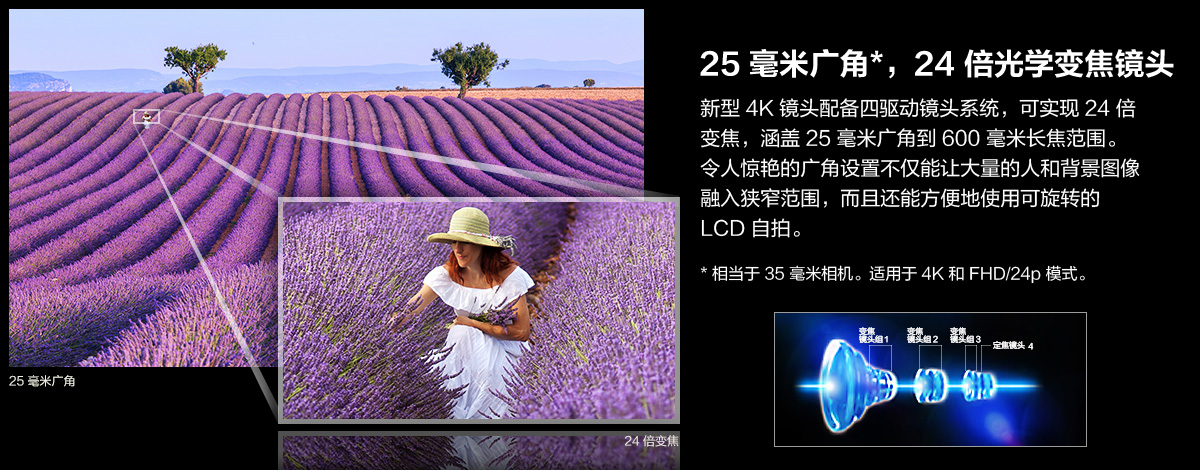 25 毫米广角*，24 倍光学变焦镜头
新型 4K 镜头配备四驱动镜头系统，可实现 24 倍
变焦，涵盖 25 毫米广角到 600 毫米长焦范围。
令人惊艳的广角设置不仅能让大量的人和背景图像
融入狭窄范围，而且还能方便地使用可旋转的
LCD 自拍。
* 相当于 35 毫米相机。适用于 4K 和 FHD/24p 模式。
变焦
镜头组1
变焦
镜头组2
变焦
镜头组3
定焦镜头 4
25 毫米广角
24 倍变焦